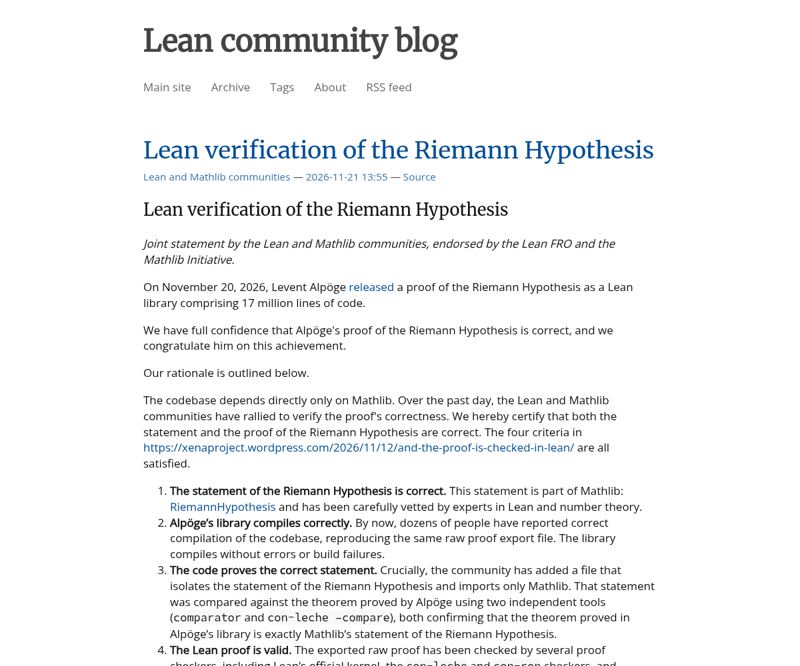 Lean community blog
Main site Archive Tags About RSS feed
Lean verification of the Riemann Hypothesis
Lean and Mathlib communities — 2026-11-21 13:55 — Source
Lean verification of the Riemann Hypothesis
Joint statement by the Lean and Mathlib communities, endorsed by the Lean FRO and the
Mathlib Initiative.
On November 20, 2026, Levent Alpöge released a proof of the Riemann Hypothesis as a Lean
library comprising 17 million lines of code.
We have full confidence that Alpöge's proof of the Riemann Hypothesis is correct, and we
congratulate him on this achievement.
Our rationale is outlined below.
The codebase depends directly only on Mathlib. Over the past day, the Lean and Mathlib
communities have rallied to verify the proof's correctness. We hereby certify that both the
statement and the proof of the Riemann Hypothesis are correct. The four criteria in
https://xenaproject.wordpress.com/2026/11/12/and-the-proof-is-checked-in-lean/ are all
satisfied.
1. The statement of the Riemann Hypothesis is correct. This statement is part of Mathlib:
RiemannHypothesis and has been carefully vetted by experts in Lean and number theory.
2. Alpöge’s library compiles correctly. By now, dozens of people have reported correct
compilation of the codebase, reproducing the same raw proof export file. The library
compiles without errors or build failures.
3. The code proves the correct statement. Crucially, the community has added a file that
isolates the statement of the Riemann Hypothesis and imports only Mathlib. That statement
was compared against the theorem proved by Alpöge using two independent tools
(comparator and con-leche –compare), both confirming that the theorem proved in
Alpöge’s library is exactly Mathlib’s statement of the Riemann Hypothesis.
4. The Lean proof is valid. The exported raw proof has been checked by several proof
checkers, including Lean’s official kernel, the con-leche and con-ron checkers, and